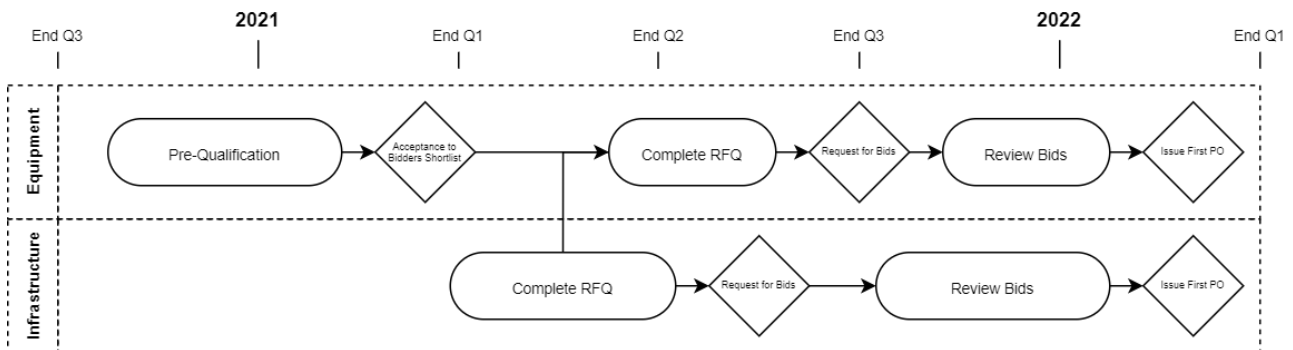 2021
2022
End Q3
End Q1
End Q2
End Q3
End Q1
Equipment
Pre-Qualification
Acceptance to
Bidders Shortlist
Complete RFQ
Request for Bids
Review Bids
Issue First PO
Infrastructure
Complete RFQ
Request for Bids
Review Bids
Issue First PO